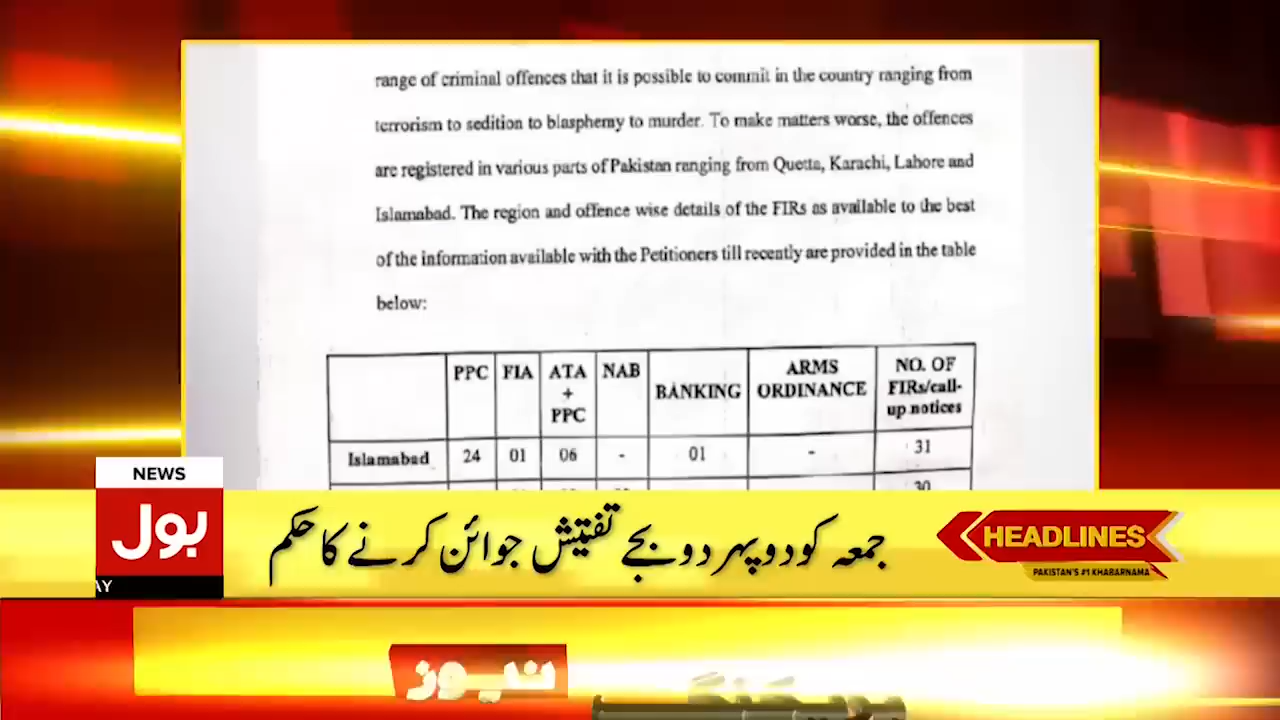 range of criminal offences that it is possible to commit in the country ranging from
terrorism to sedition to blasphemy to murder. To make matters worse, the offences
are registered in various parts of Pakistan ranging from Quetta, Karachi, Lahore and
Islamabad. The region and offence wise details of the FIRs as available to the best
of the information available with the Petitioners till recently are provided in the table
below:
PPC FIA ATA + PPC NAB BANKING ARMS ORDINANCE NO. OF FIRs/call-up notices
Islamabad 24 01 06 - 01 - 31
30
NEWS
بول
AY
جمعہ کو دوپہر دو بجے تفتیش جوائن کرنے کا حکم
HEADLINES
PAKISTAN'S #1 KHABARNAMA
نیوز